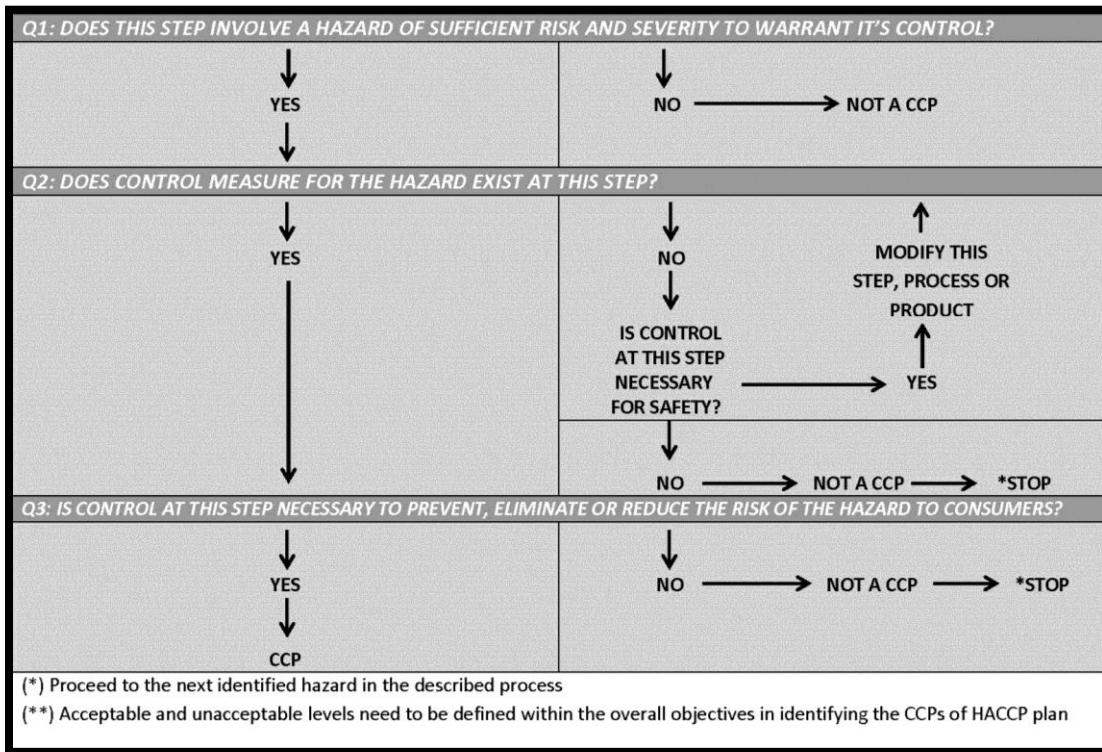 Q1: DOES THIS STEP INVOLVE A HAZARD OF SUFFICIENT RISK AND SEVERITY TO WARRANT IT'S CONTROL?
YES
NO
NOT A CCP
Q2: DOES CONTROL MEASURE FOR THE HAZARD EXIST AT THIS STEP?
YES
NO
MODIFY THIS
STEP, PROCESS OR
PRODUCT
IS CONTROL
AT THIS STEP
NECESSARY
FOR SAFETY?
YES
NO
NOT A CCP
*STOP
Q3: IS CONTROL AT THIS STEP NECESSARY TO PREVENT, ELIMINATE OR REDUCE THE RISK OF THE HAZARD TO CONSUMERS?
YES
NO
NOT A CCP
*STOP
CCP
(*) Proceed to the next identified hazard in the described process
(**) Acceptable and unacceptable levels need to be defined within the overall objectives in identifying the CCPs of HACCP plan